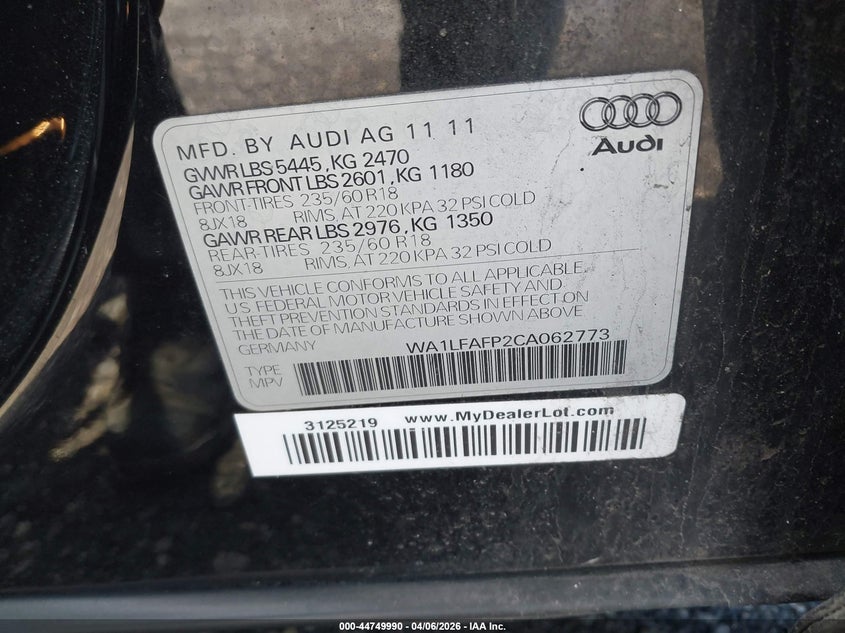 MFD. BY AUDI AG 11 11
GVWR LBS 5445, KG 2470
GAWR FRONT LBS 2601, KG 1180
FRONT-TIRES 235/60 R18
8JX18 RIMS, AT 220 KPA 32 PSI COLD
GAWR REAR LBS 2976, KG 1350
REAR-TIRES 235/60 R18
8JX18 RIMS, AT 220 KPA 32 PSI COLD
Audi
THIS VEHICLE CONFORMS TO ALL APPLICABLE
U.S FEDERAL MOTOR VEHICLE SAFETY AND
THEFT PREVENTION STANDARDS IN EFFECT ON
THE DATE OF MANUFACTURE SHOWN ABOVE
GERMANY WA1LFAFP2CA062773
TYPE
MPV
3125219 www.MyDealerLot.com
000-44749990 - 04/06/2026 - IAA Inc.